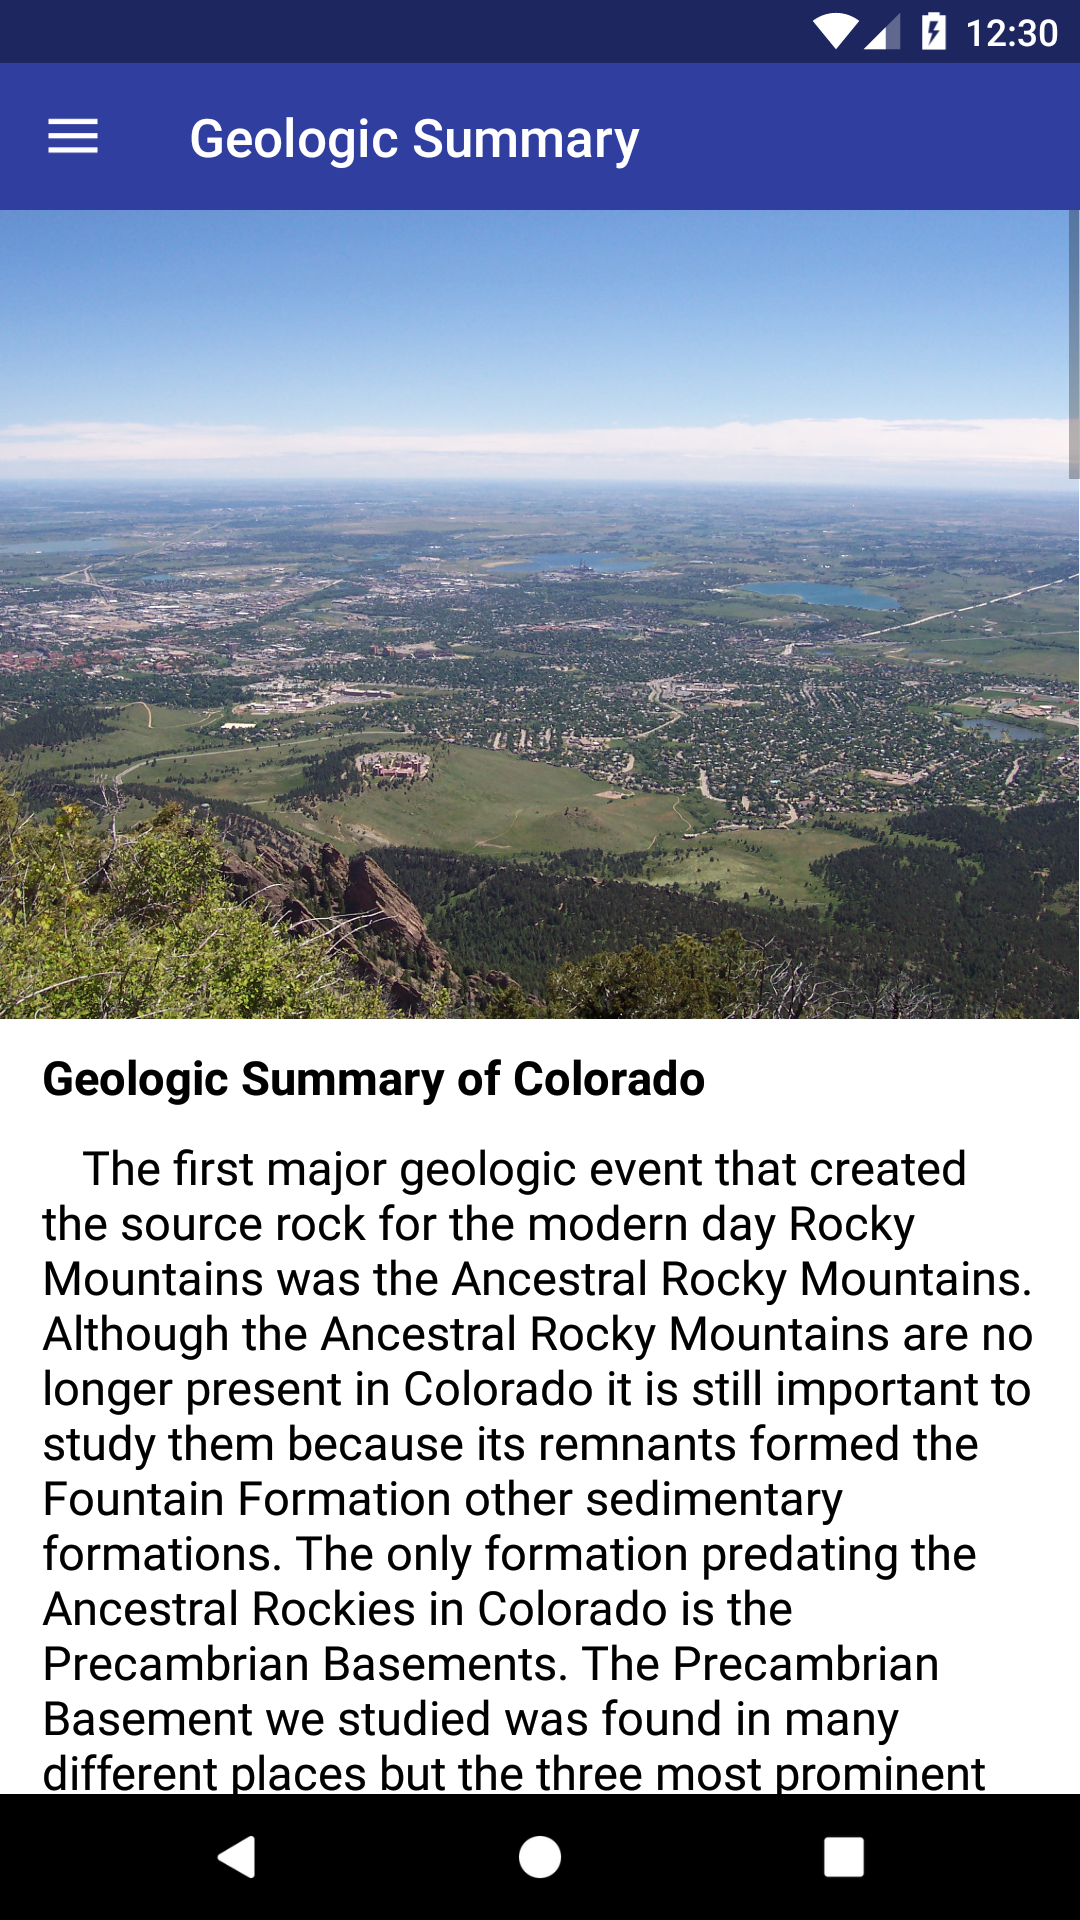 12:30
Geologic Summary
Geologic Summary of Colorado
The first major geologic event that created
the source rock for the modern day Rocky
Mountains was the Ancestral Rocky Mountains.
Although the Ancestral Rocky Mountains are no
longer present in Colorado it is still important to
study them because its remnants formed the
Fountain Formation other sedimentary
formations. The only formation predating the
Ancestral Rockies in Colorado is the
Precambrian Basements. The Precambrian
Basement we studied was found in many
different places but the three most prominent